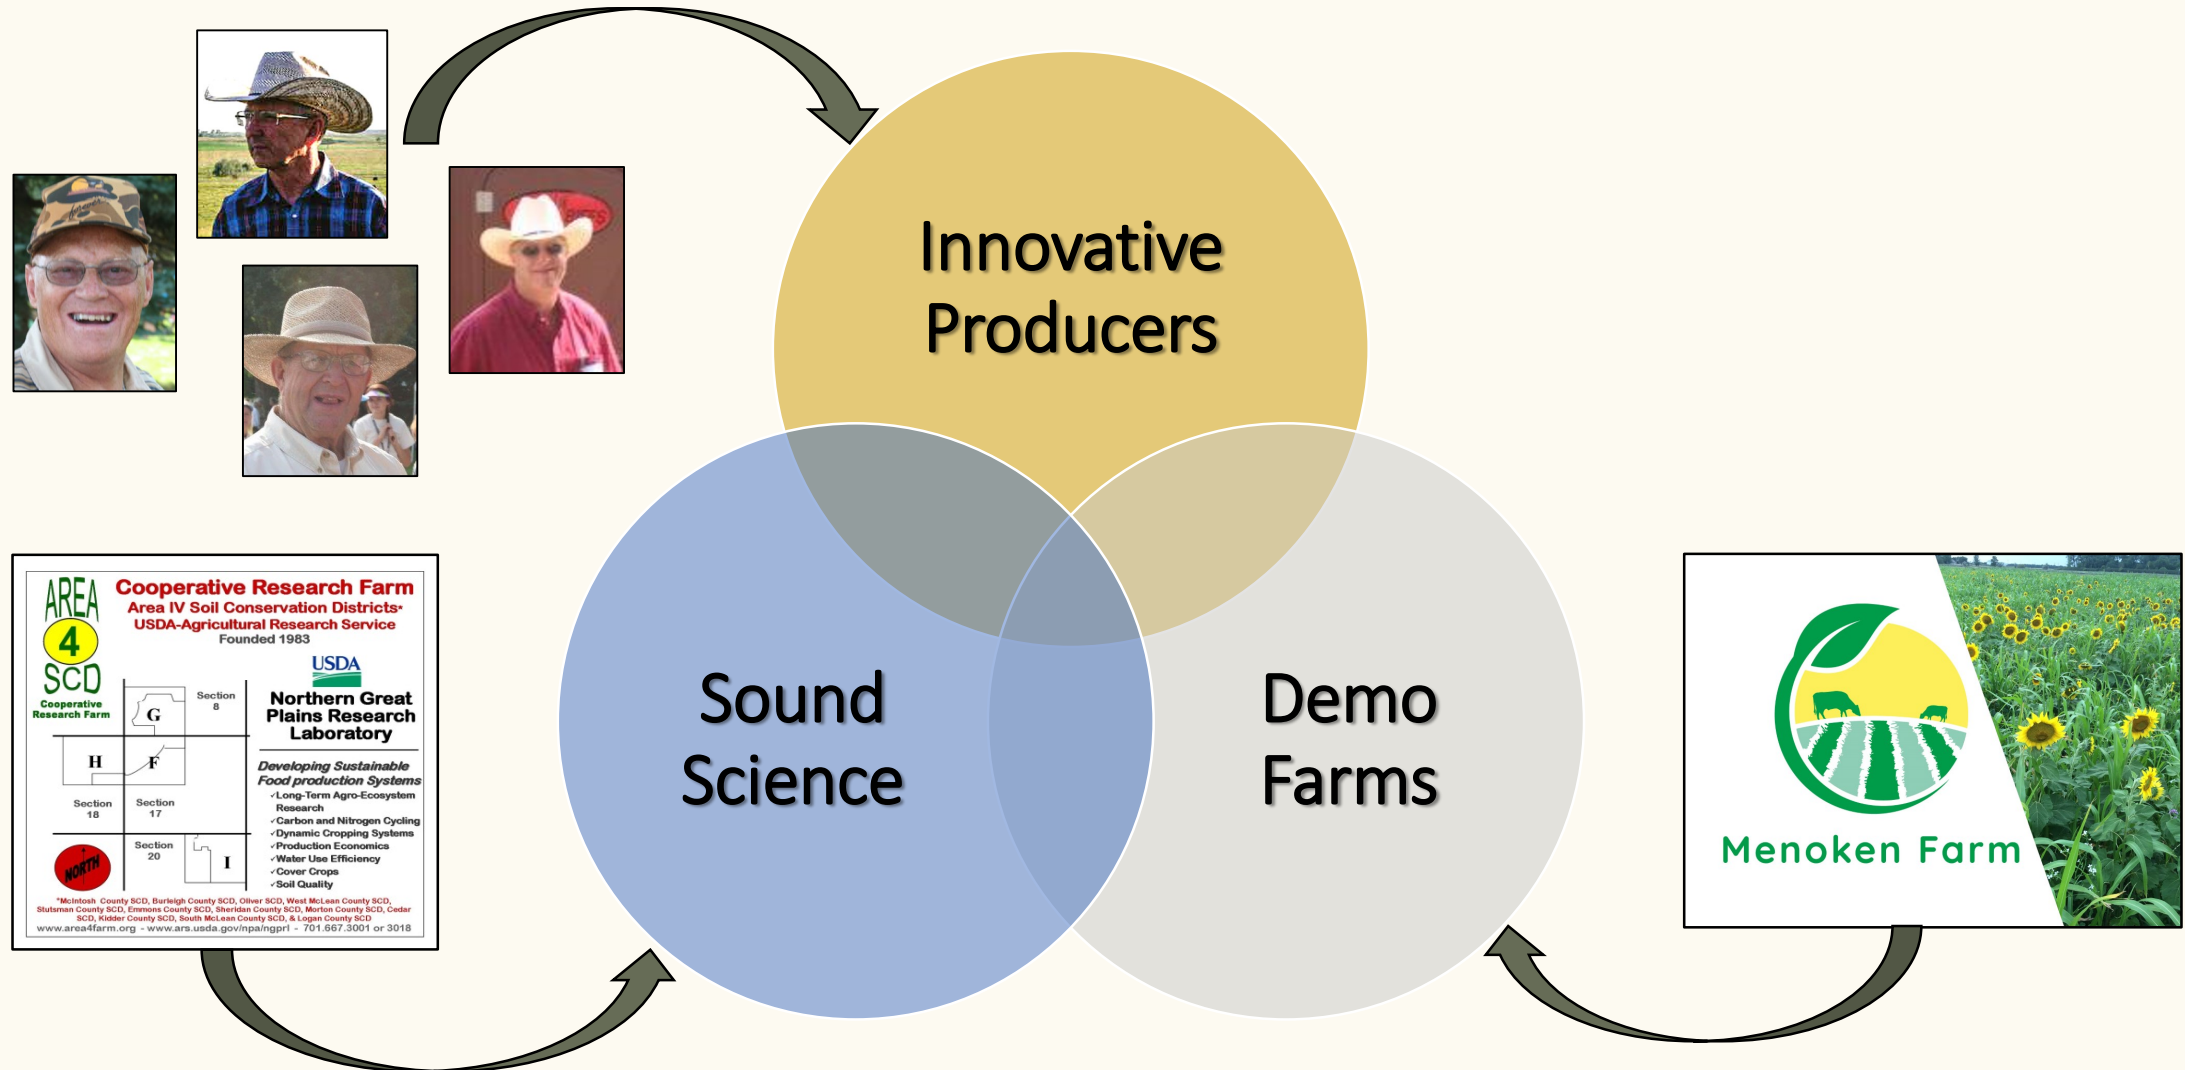 Innovative
Producers
Sound
Science
Demo
Farms
forever
AREA
4
SCD
Cooperative
Research Farm
Cooperative Research Farm
Area IV Soil Conservation Districts*
USDA-Agricultural Research Service
Founded 1983
USDA
Northern Great
Plains Research
Laboratory
Developing Sustainable
Food production Systems
✓Long-Term Agro-Ecosystem
Research
✓Carbon and Nitrogen Cycling
✓Dynamic Cropping Systems
✓Production Economics
✓Water Use Efficiency
✓Cover Crops
✓Soil Quality
G
Section
8
H
F
Section
18
Section
17
Section
20
I
NORTH
*McIntosh County SCD, Burleigh County SCD, Oliver SCD, West McLean County SCD,
Stutsman County SCD, Emmons County SCD, Sheridan County SCD, Morton County SCD, Cedar
SCD, Kidder County SCD, South McLean County SCD, & Logan County SCD
www.area4farm.org - www.ars.usda.gov/npa/ngprl - 701.667.3001 or 3018
Menoken Farm